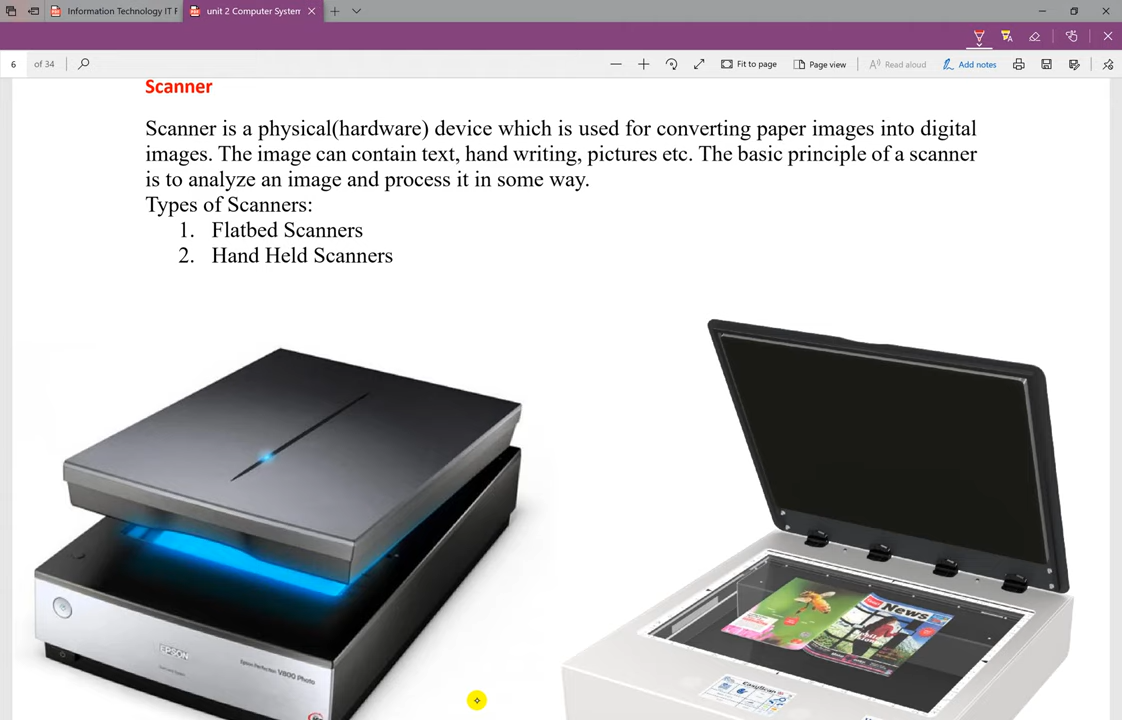 Information Technology IT F
unit 2 Computer System
6 of 34
Fit to page
Page view
Read aloud
Add notes
Scanner
Scanner is a physical(hardware) device which is used for converting paper images into digital
images. The image can contain text, hand writing, pictures etc. The basic principle of a scanner
is to analyze an image and process it in some way.
Types of Scanners:
1. Flatbed Scanners
2. Hand Held Scanners
News
EPSON
Epson Perfection V800 Photo
EasyScan